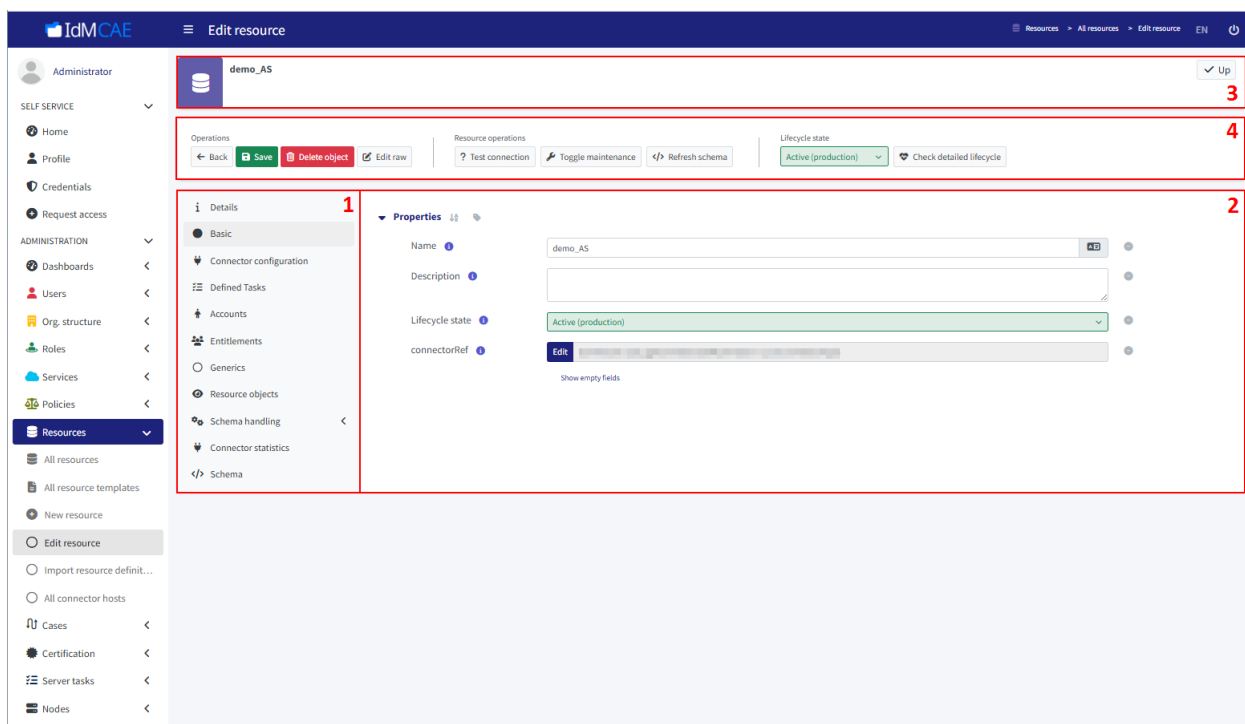 IdMCAE
Edit resource
Resources > All resources > Edit resource EN
Administrator
SELF SERVICE
Home
Profile
Credentials
Request access
ADMINISTRATION
Dashboards
Users
Org. structure
Roles
Services
Policies
Resources
All resources
All resource templates
New resource
Edit resource
Import resource definit...
All connector hosts
Cases
Certification
Server tasks
Nodes
demo_AS
Up
3
Operations Resource operations Lifecycle state
4
Back Save Delete object Edit raw ? Test connection Toggle maintenance </> Refresh schema Active (production) Check detailed lifecycle
1
Details
Basic
Connector configuration
Defined Tasks
Accounts
Entitlements
Generics
Resource objects
Schema handling
Connector statistics
</> Schema
2
Properties
Name demo_AS
Description
Lifecycle state Active (production)
connectorRef Edit
Show empty fields